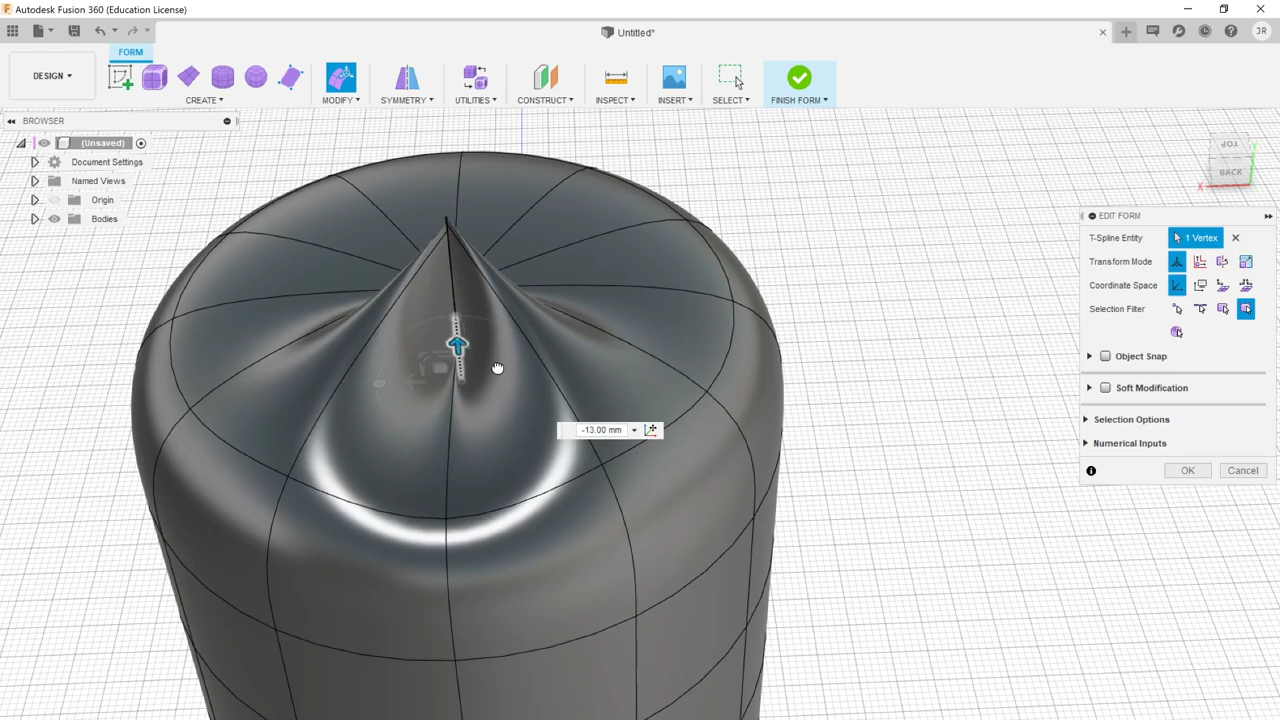 Autodesk Fusion 360 (Education License)
Untitled*
JR
FORM
DESIGN
CREATE
MODIFY
SYMMETRY
UTILITIES
CONSTRUCT
INSPECT
INSERT
SELECT
FINISH FORM
BROWSER
(Unsaved)
Document Settings
Named Views
Origin
Bodies
TOP
BACK
X
Y
EDIT FORM
T-Spline Entity
1 Vertex
Transform Mode
Coordinate Space
Selection Filter
Object Snap
Soft Modification
Selection Options
Numerical Inputs
OK Cancel
-13.00 mm